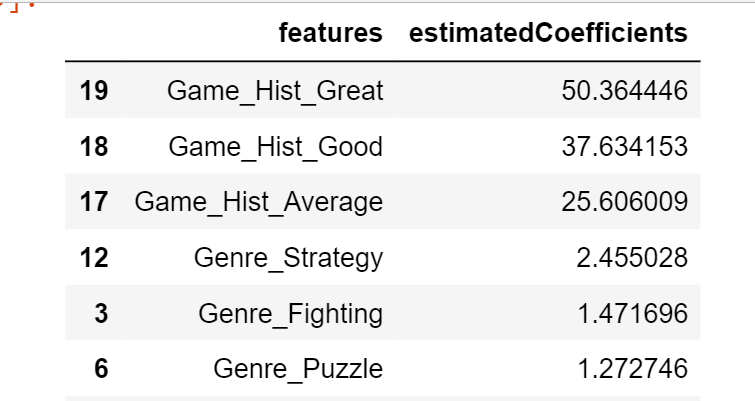 features estimatedCoefficients
19 Game_Hist_Great 50.364446
18 Game_Hist_Good 37.634153
17 Game_Hist_Average 25.606009
12 Genre_Strategy 2.455028
3 Genre_Fighting 1.471696
6 Genre_Puzzle 1.272746